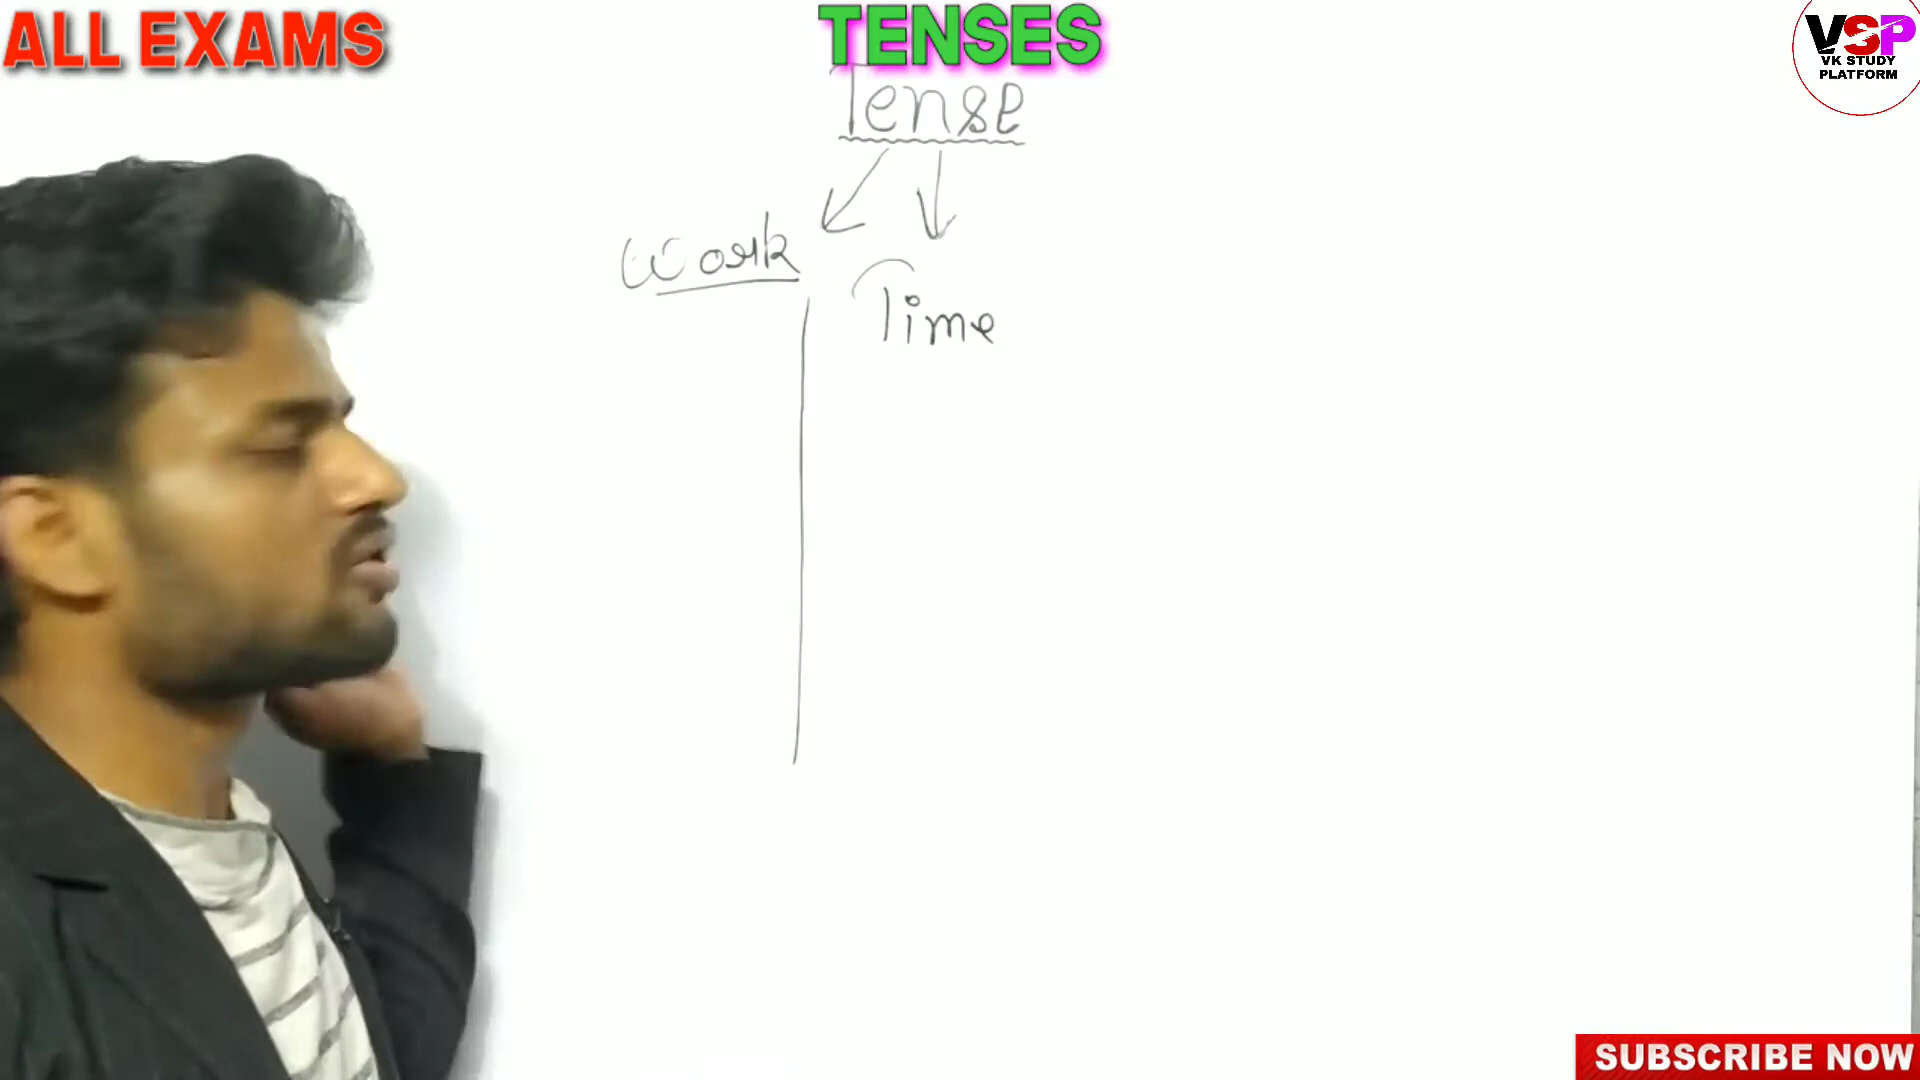 ALL EXAMS
TENSES
VSP
VK STUDY
PLATFORM
Tense
Work
Time
SUBSCRIBE NOW